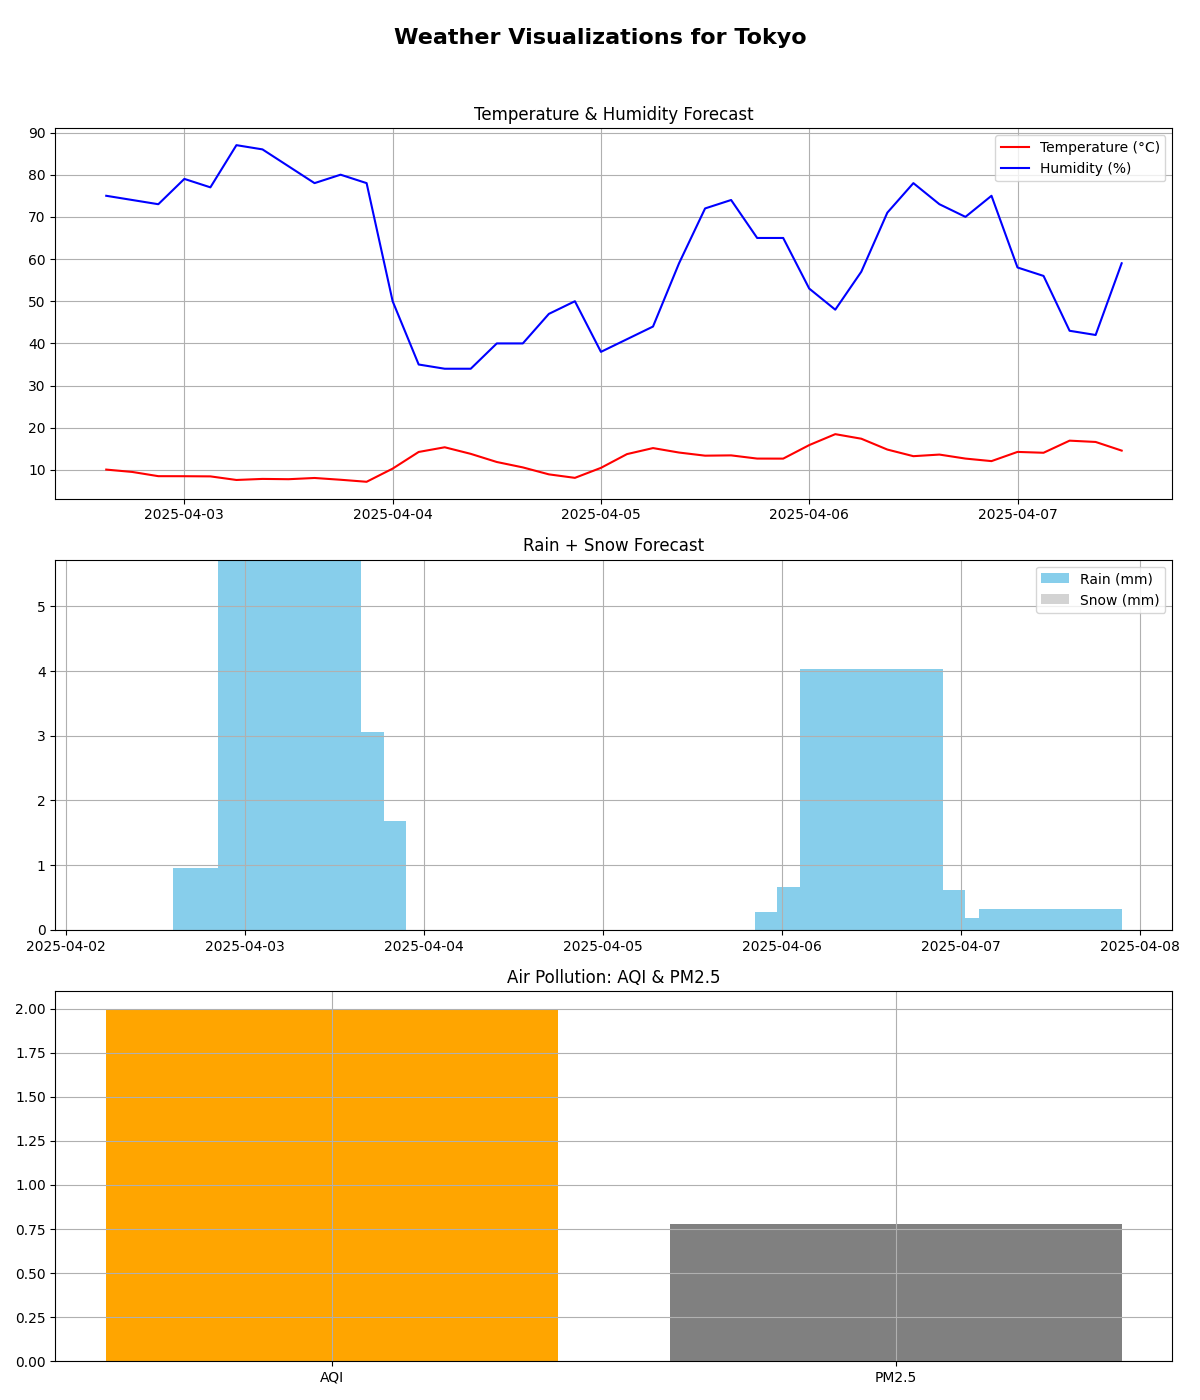 Weather Visualizations for Tokyo
Temperature & Humidity Forecast
90
80
70
60
50
40
30
20
10
Temperature (°C)
Humidity (%)
2025-04-03 2025-04-04 2025-04-05 2025-04-06 2025-04-07
Rain + Snow Forecast
5
4
3
2
1
0
Rain (mm)
Snow (mm)
2025-04-02 2025-04-03 2025-04-04 2025-04-05 2025-04-06 2025-04-07 2025-04-08
Air Pollution: AQI & PM2.5
2.00
1.75
1.50
1.25
1.00
0.75
0.50
0.25
0.00
AQI PM2.5